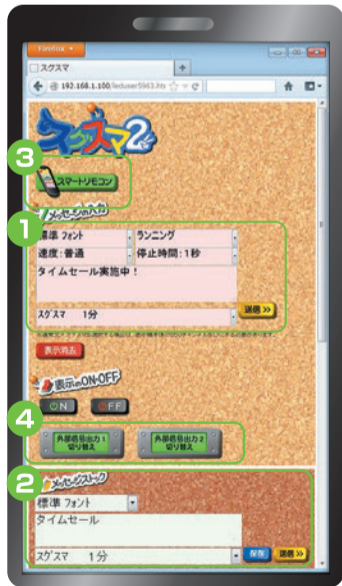 Firefox
スグスマ
192.168.1.100/leduser5963.htm
スグスマ2
3
スマートリモコン
メッセージの入力
1
標準 フォント
ランニング
速度:普通
停止時間:1秒
タイムセール実施中!
スグスマ 1分
送信 >>
表示消去
表示のON・OFF
ON
OFF
4
外部信号出力1
切り替え
外部信号出力2
切り替え
2
メッセージストック
標準 フォント
タイムセール
スグスマ 1分
保存
送信 >>